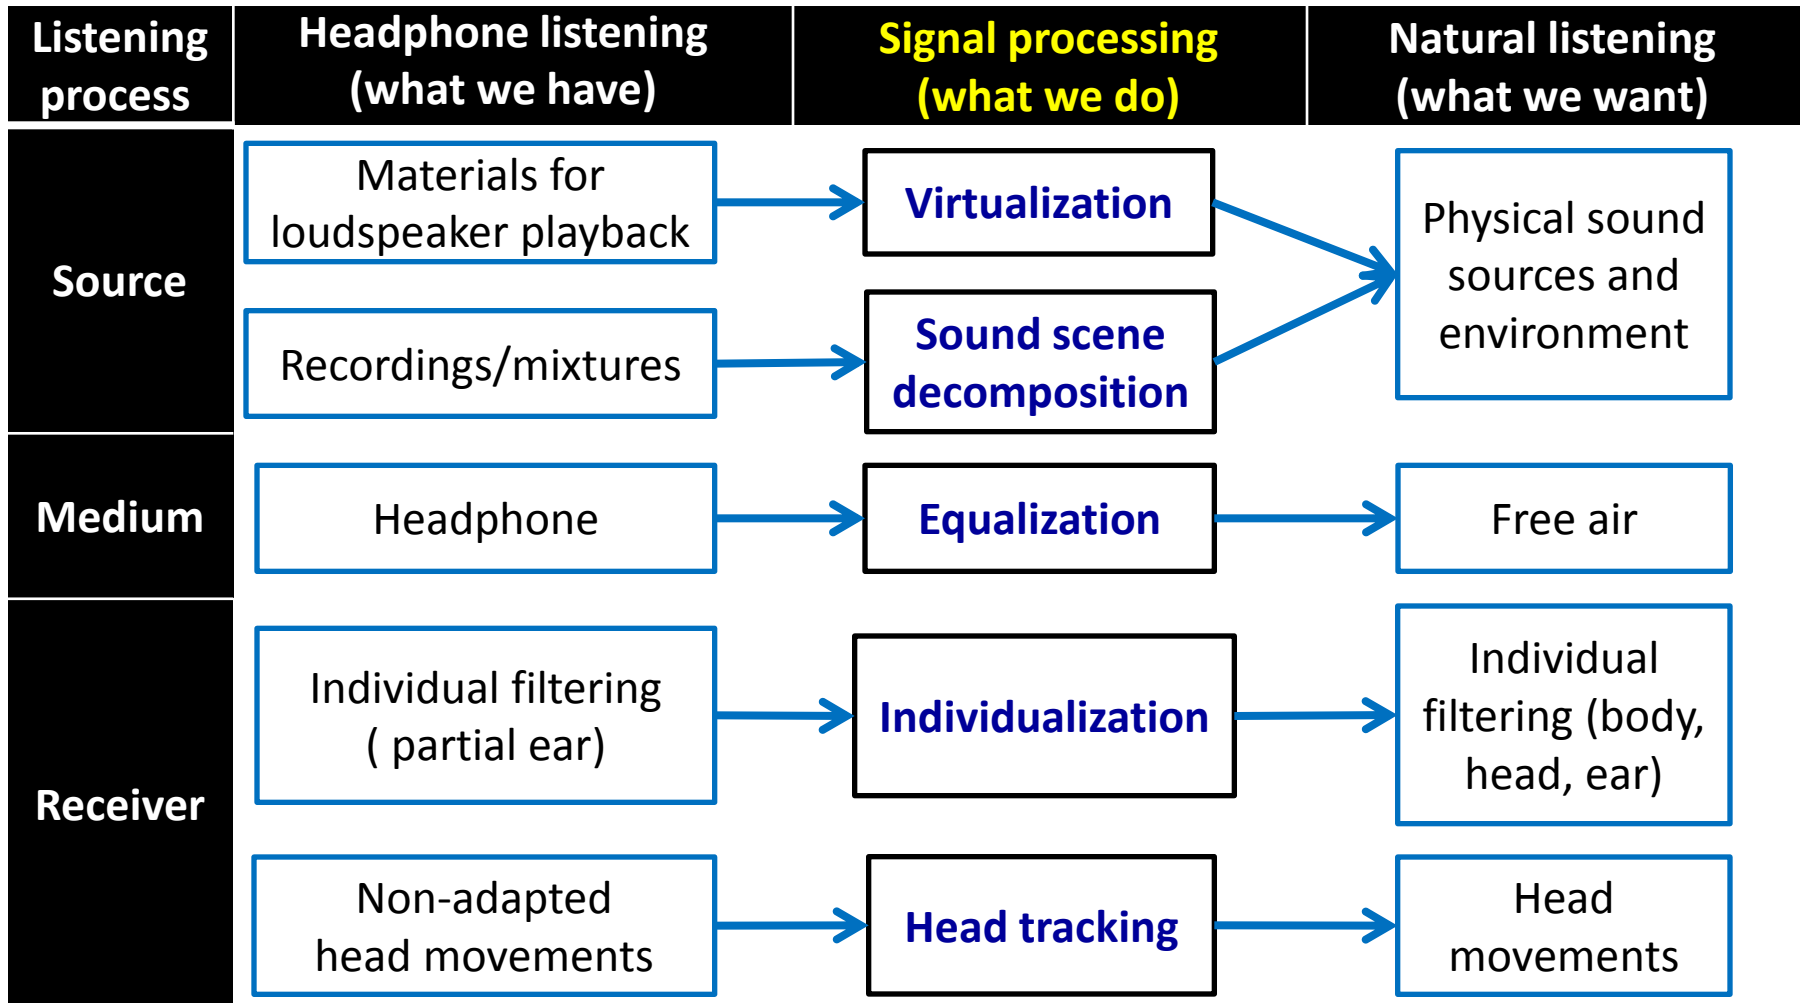 Listening
process
Headphone listening
(what we have)
Signal processing
(what we do)
Natural listening
(what we want)
Source
Materials for
loudspeaker playback
Virtualization
Physical sound
sources and
environment
Recordings/mixtures
Sound scene
decomposition
Medium
Headphone
Equalization
Free air
Receiver
Individual filtering
( partial ear)
Individualization
Individual
filtering (body,
head, ear)
Non-adapted
head movements
Head tracking
Head
movements